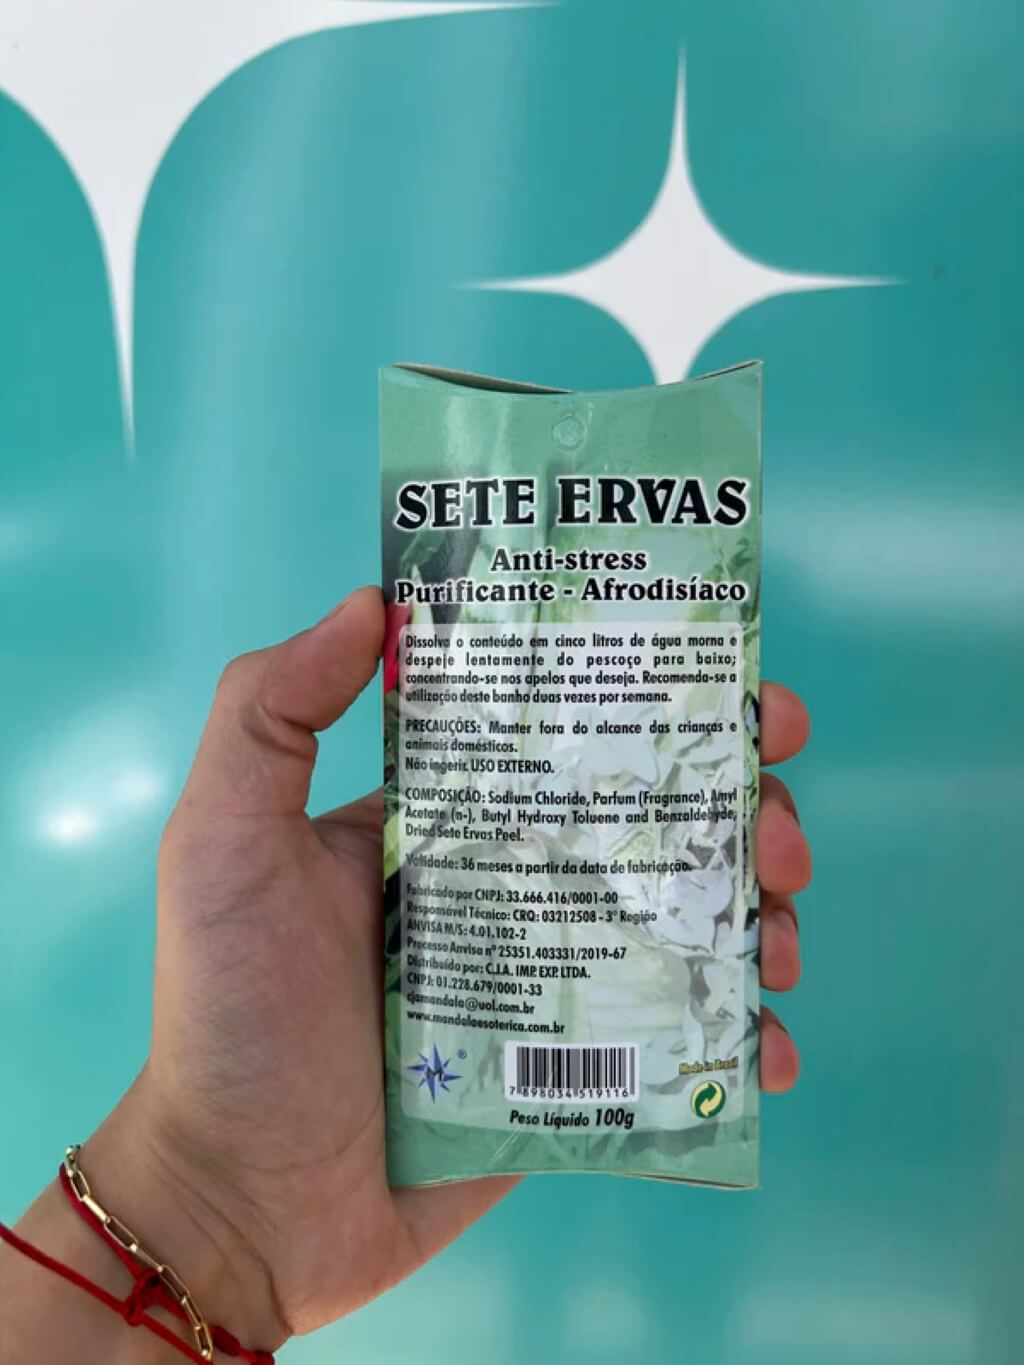 SETE ERVAS
Anti-stress
Purificante - Afrodisíaco
Dissolva o conteúdo em cinco litros de água morna e
despeje lentamente do pescoço para baixo;
concentrando-se nos apelos que deseja. Recomenda-se a
utilização deste banho duas vezes por semana.
PRECAUÇÕES: Manter fora do alcance das crianças e
animais domésticos.
Não ingerir. USO EXTERNO.
COMPOSIÇÃO: Sodium Chloride, Parfum (Fragrance), Amyl
Acetate (n-), Butyl Hydroxy Toluene and Benzaldehyde,
Dried Sete Ervas Peel.
Validade: 36 meses a partir da data de fabricação.
Fabricado por CNPJ: 33.666.416/0001-00
Responsável Técnico: CRQ: 03212508 - 3ª Região
ANVISA M/S: 4.01.102-2
Processo Anvisa nº 25351.403331/2019-67
Distribuído por: C.J.A. IMP. EXP. LTDA.
CNPJ: 01.228.679/0001-33
cjamandala@uol.com.br
www.mandalaesoterica.com.br
M ®
Made in Brasil
7 898034 519116
Peso Líquido 100g